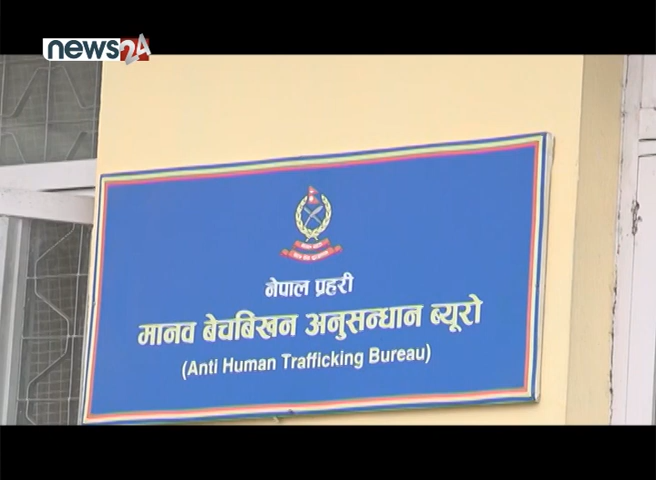 news24
नेपाल प्रहरी
मानव बेचबिखन अनुसन्धान ब्यूरो
(Anti Human Trafficking Bureau)